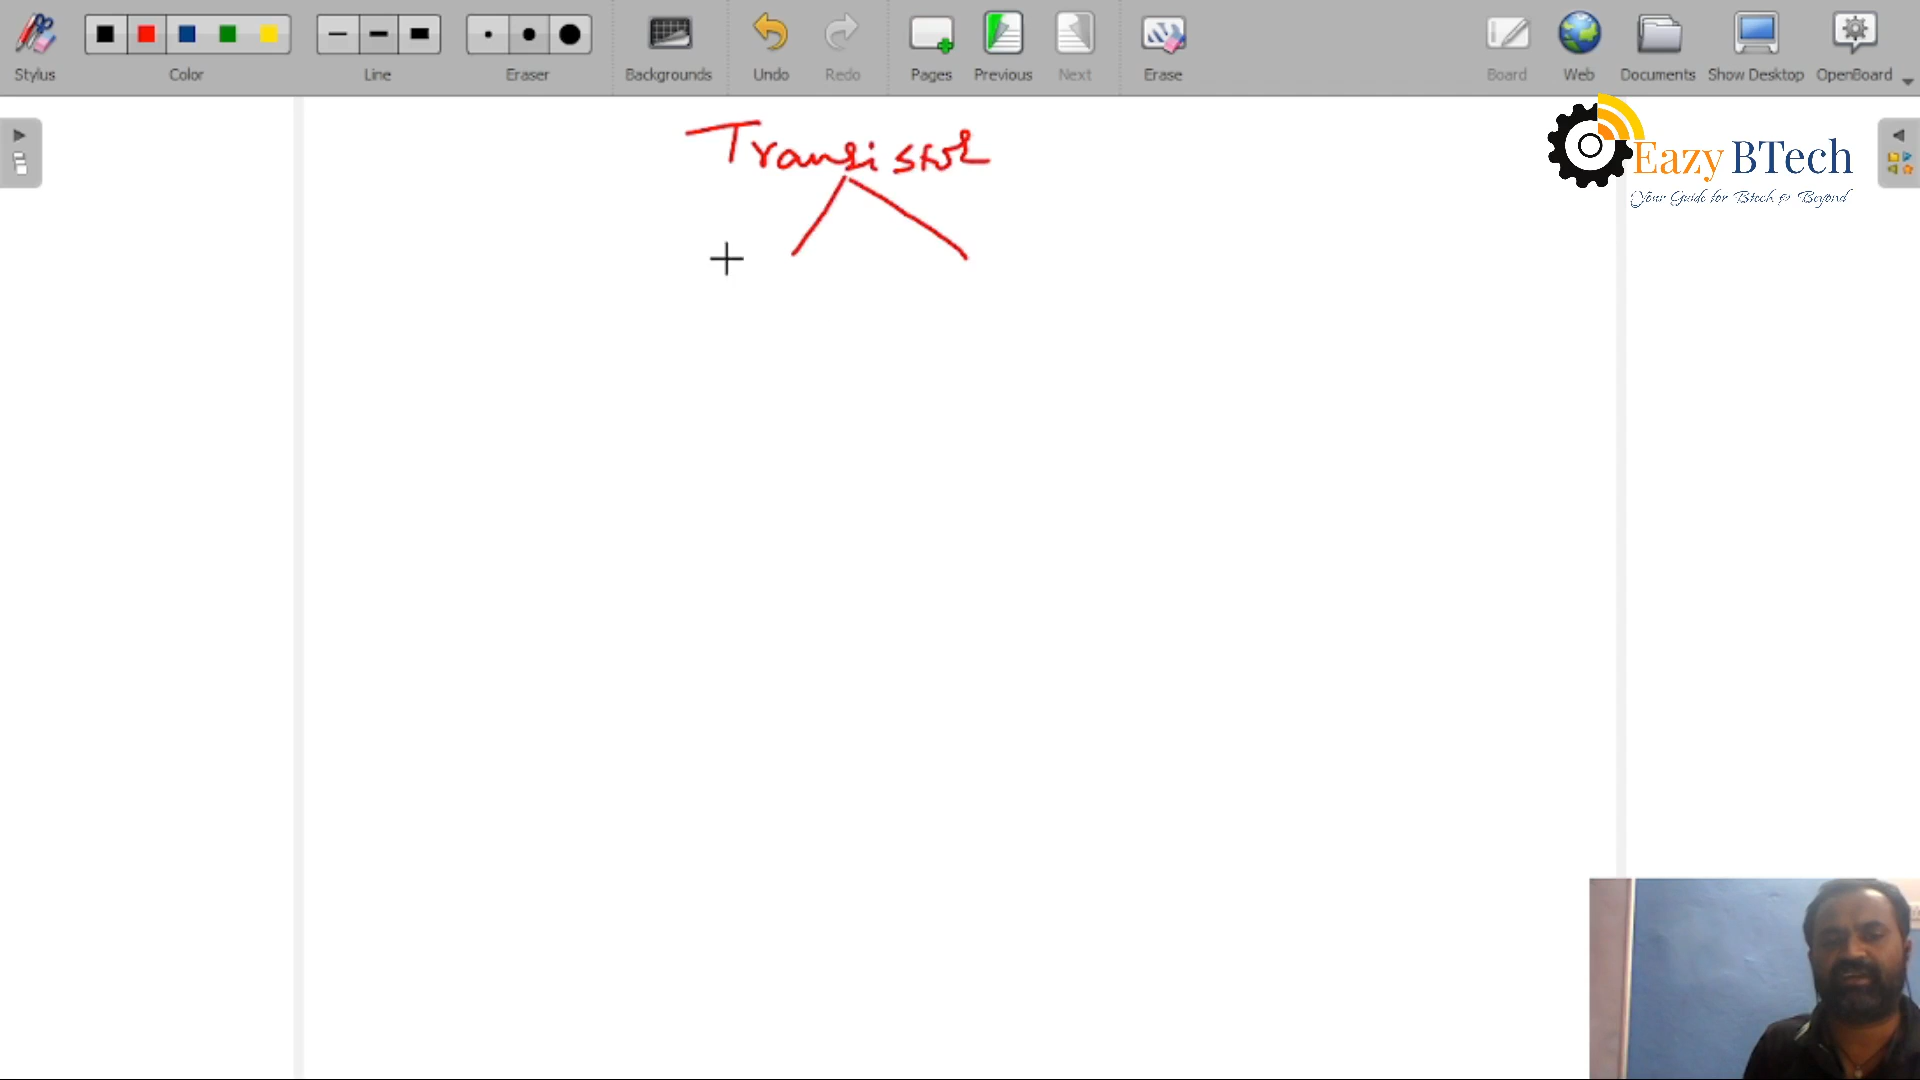 Stylus Color Line Eraser Backgrounds Undo Redo Pages Previous Next Erase Board Web Documents Show Desktop OpenBoard
Transistor
Eazy BTech
Your Guide for Btech & Beyond